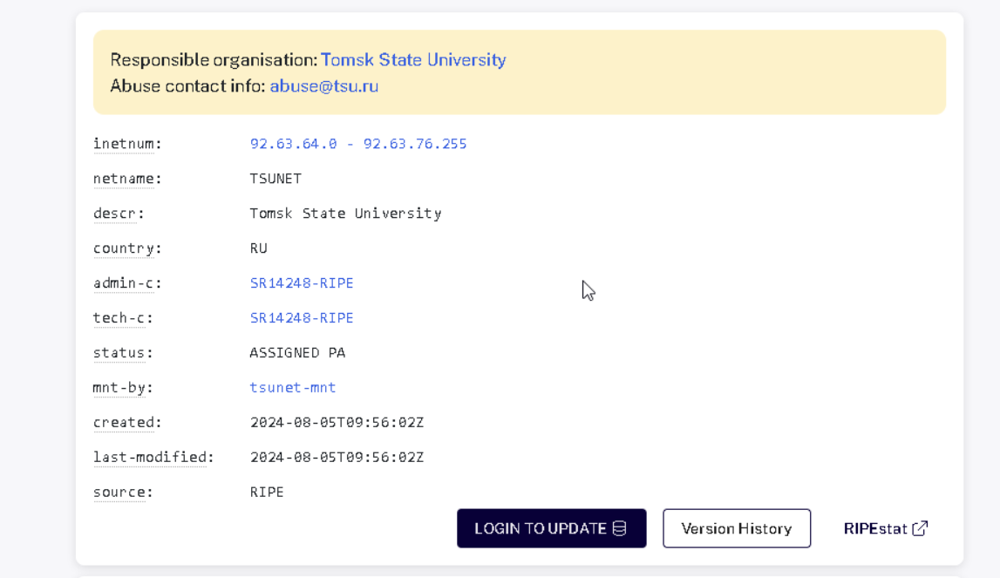 Responsible organisation: Tomsk State University
Abuse contact info: abuse@tsu.ru
inetnum: 92.63.64.0 - 92.63.76.255
netname: TSUNET
descr: Tomsk State University
country: RU
admin-c: SR14248-RIPE
tech-c: SR14248-RIPE
status: ASSIGNED PA
mnt-by: tsunet-mnt
created: 2024-08-05T09:56:02Z
last-modified: 2024-08-05T09:56:02Z
source: RIPE
LOGIN TO UPDATE Version History RIPEstat